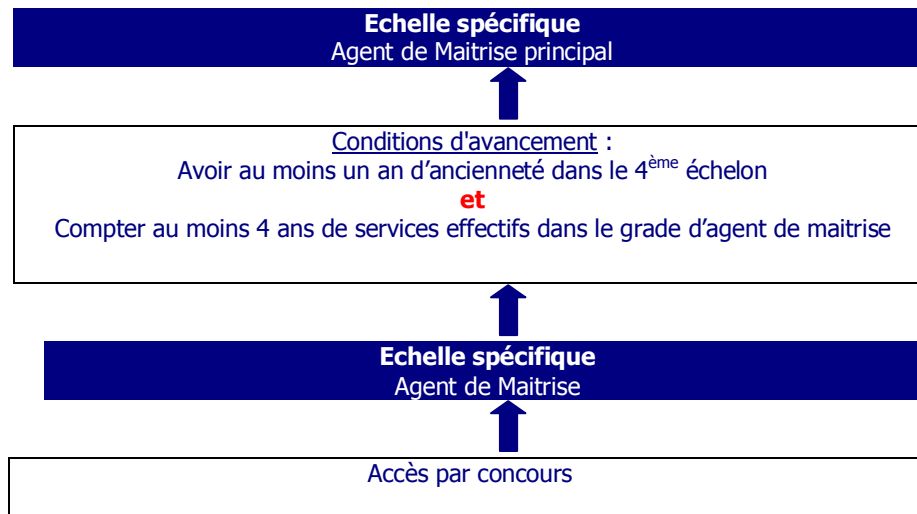 Echelle spécifique
Agent de Maitrise principal
Conditions d'avancement :
Avoir au moins un an d’ancienneté dans le 4ème échelon
et
Compter au moins 4 ans de services effectifs dans le grade d’agent de maitrise
Echelle spécifique
Agent de Maitrise
Accès par concours